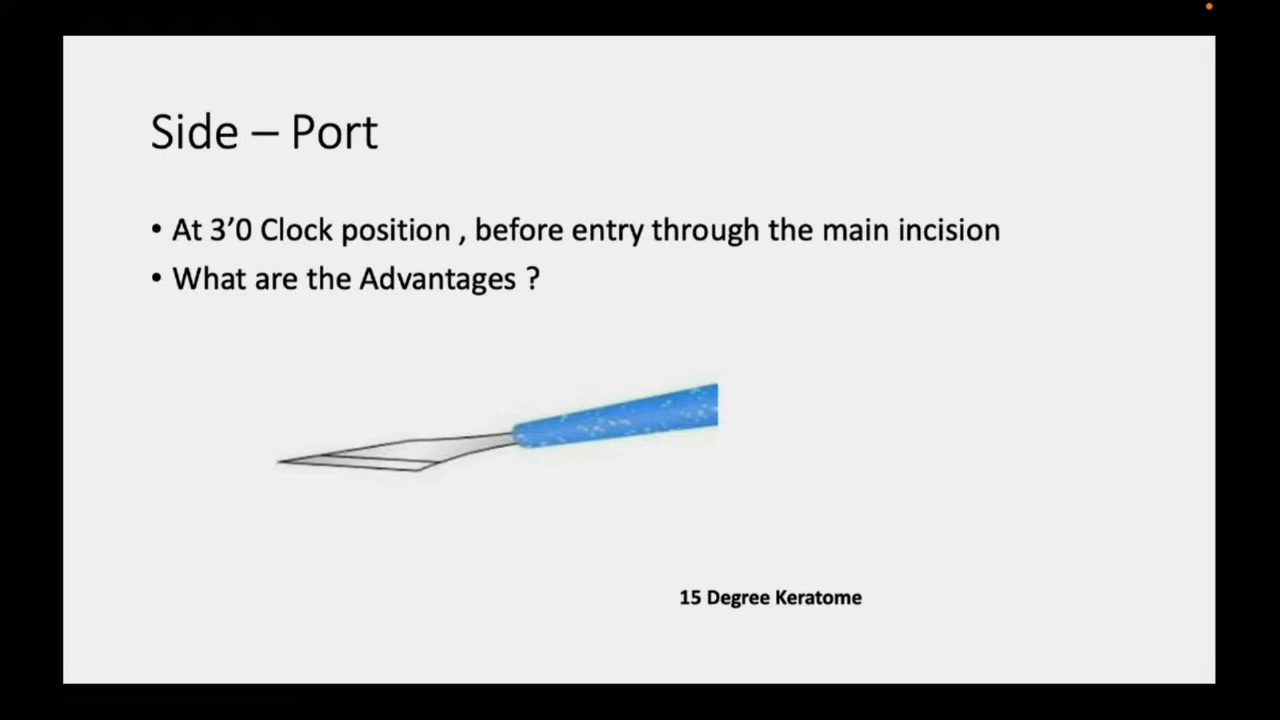 Side – Port
• At 3’0 Clock position , before entry through the main incision
• What are the Advantages ?
15 Degree Keratome